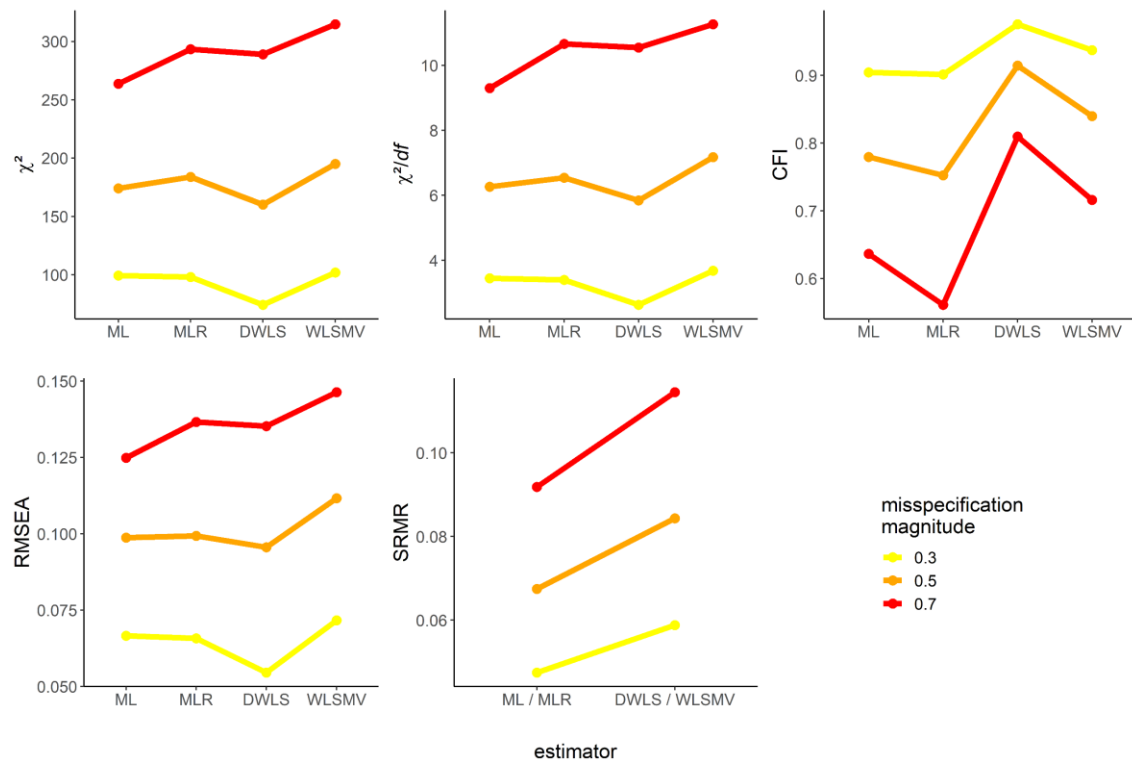 χ²
300
250
200
150
100
ML MLR DWLS WLSMV
χ²/df
10
8
6
4
ML MLR DWLS WLSMV
CFI
0.9
0.8
0.7
0.6
ML MLR DWLS WLSMV
RMSEA
0.150
0.125
0.100
0.075
0.050
ML MLR DWLS WLSMV
SRMR
0.10
0.08
0.06
ML / MLR DWLS / WLSMV
misspecification
magnitude
0.3
0.5
0.7
estimator